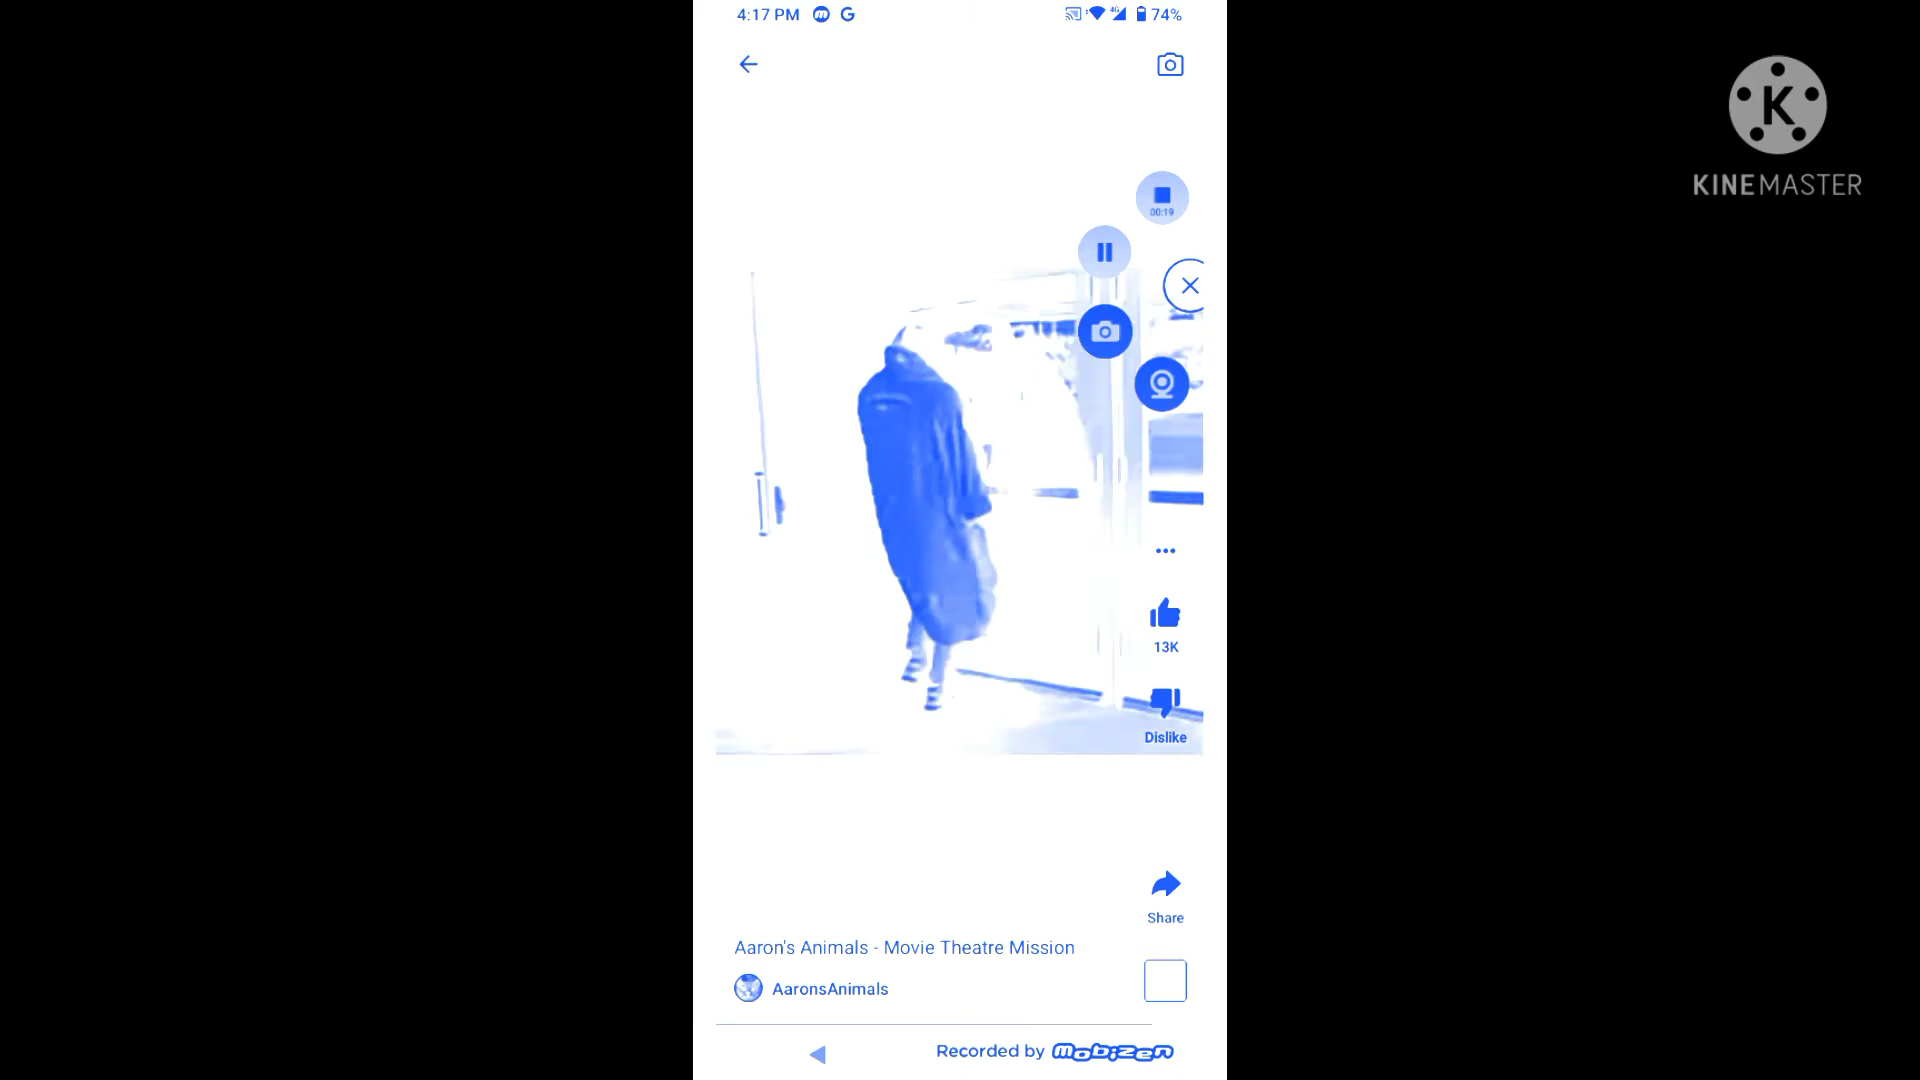 4:17 PM
4G
74%
K
KINEMASTER
00:19
13K
Dislike
Share
Aaron's Animals - Movie Theatre Mission
AaronsAnimals
Recorded by mobizen